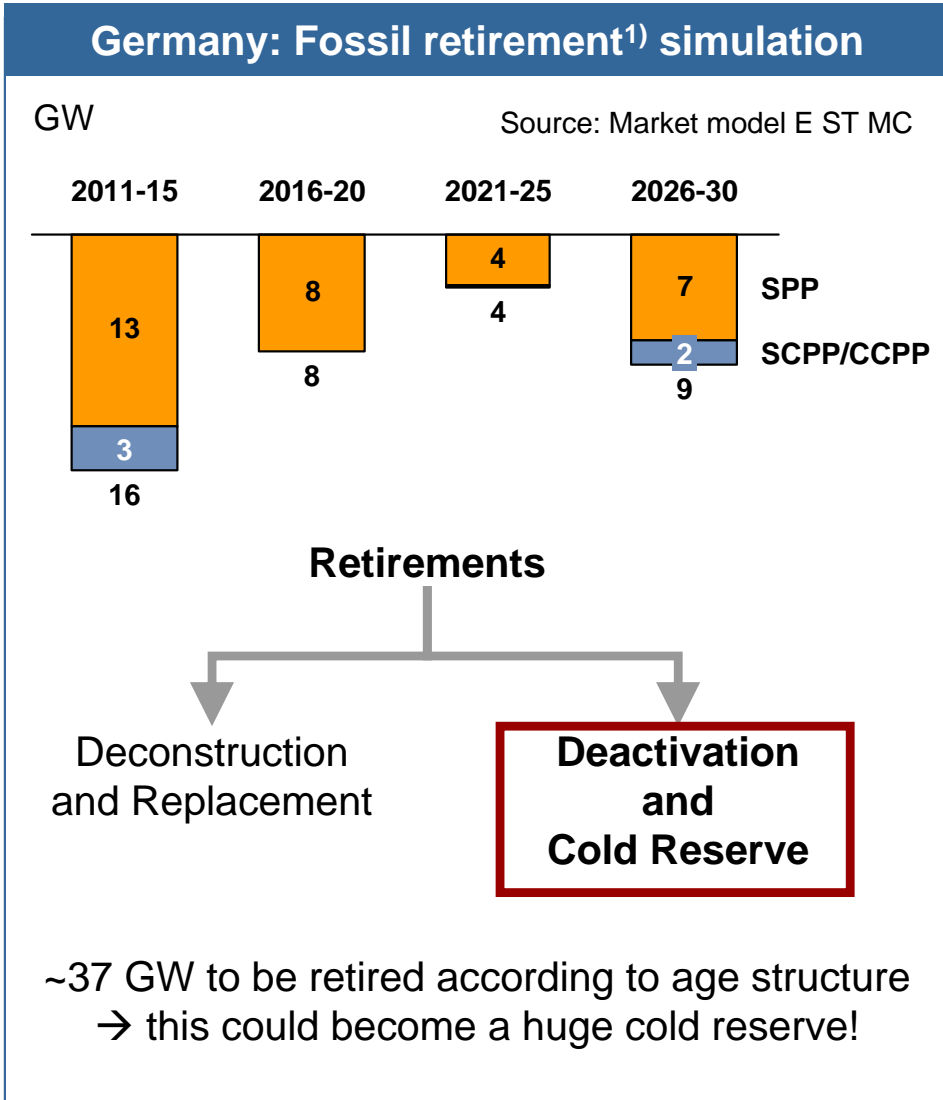 Germany: Fossil retirement1) simulation
GW
Source: Market model E ST MC
2011-15 2016-20 2021-25 2026-30
13 8 4 7 SPP
3 2 SCPP/CCPP
16 8 4 9
Retirements
Deconstruction
and Replacement
Deactivation
and
Cold Reserve
~37 GW to be retired according to age structure
→ this could become a huge cold reserve!